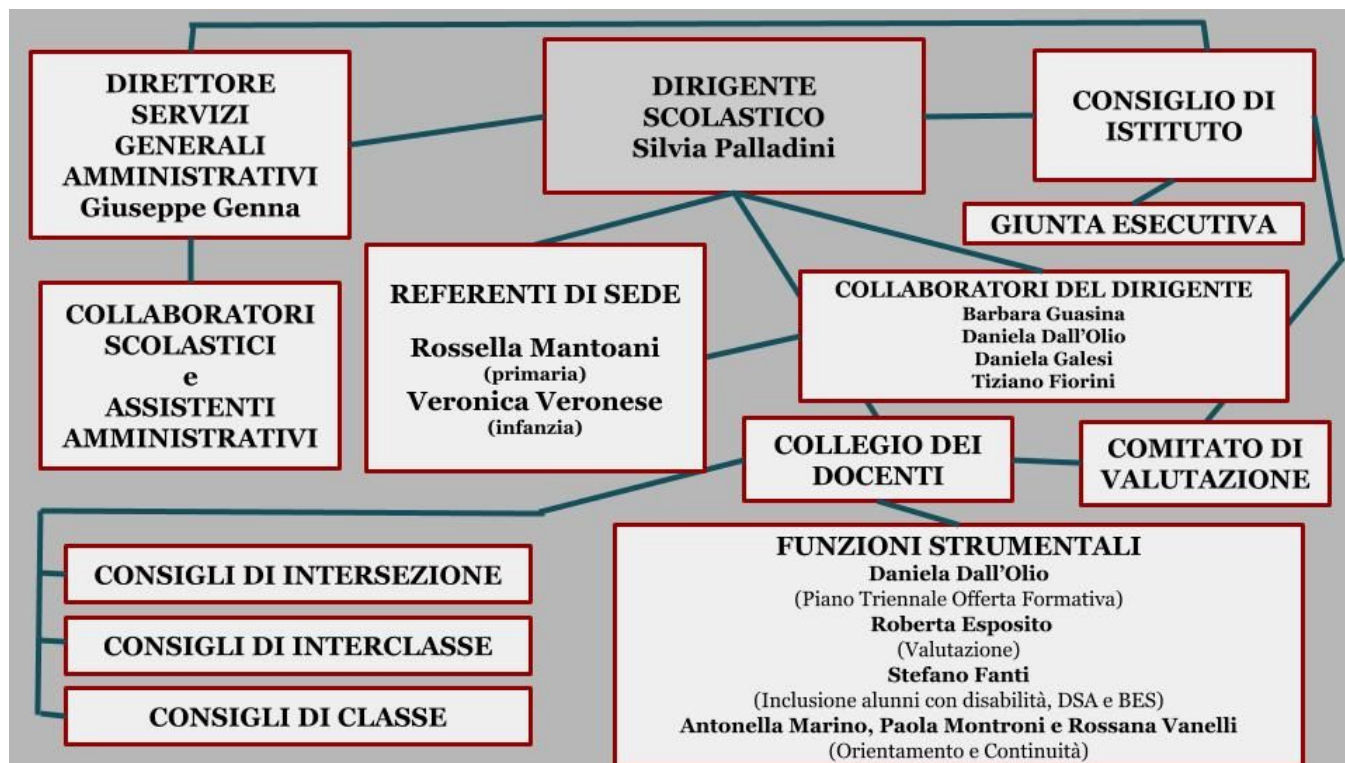 DIRETTORE
SERVIZI
GENERALI
AMMINISTRATIVI
Giuseppe Genna
DIRIGENTE
SCOLASTICO
Silvia Palladini
CONSIGLIO DI
ISTITUTO
GIUNTA ESECUTIVA
COLLABORATORI
SCOLASTICI
e
ASSISTENTI
AMMINISTRATIVI
REFERENTI DI SEDE
Rossella Mantoani
(primaria)
Veronica Veronese
(infanzia)
COLLABORATORI DEL DIRIGENTE
Barbara Guasina
Daniela Dall'Olio
Daniela Galesi
Tiziano Fiorini
COLLEGIO DEI
DOCENTI
COMITATO DI
VALUTAZIONE
CONSIGLI DI INTERSEZIONE
CONSIGLI DI INTERCLASSE
CONSIGLI DI CLASSE
FUNZIONI STRUMENTALI
Daniela Dall'Olio
(Piano Triennale Offerta Formativa)
Roberta Esposito
(Valutazione)
Stefano Fanti
(Inclusione alunni con disabilità, DSA e BES)
Antonella Marino, Paola Montroni e Rossana Vanelli
(Orientamento e Continuità)